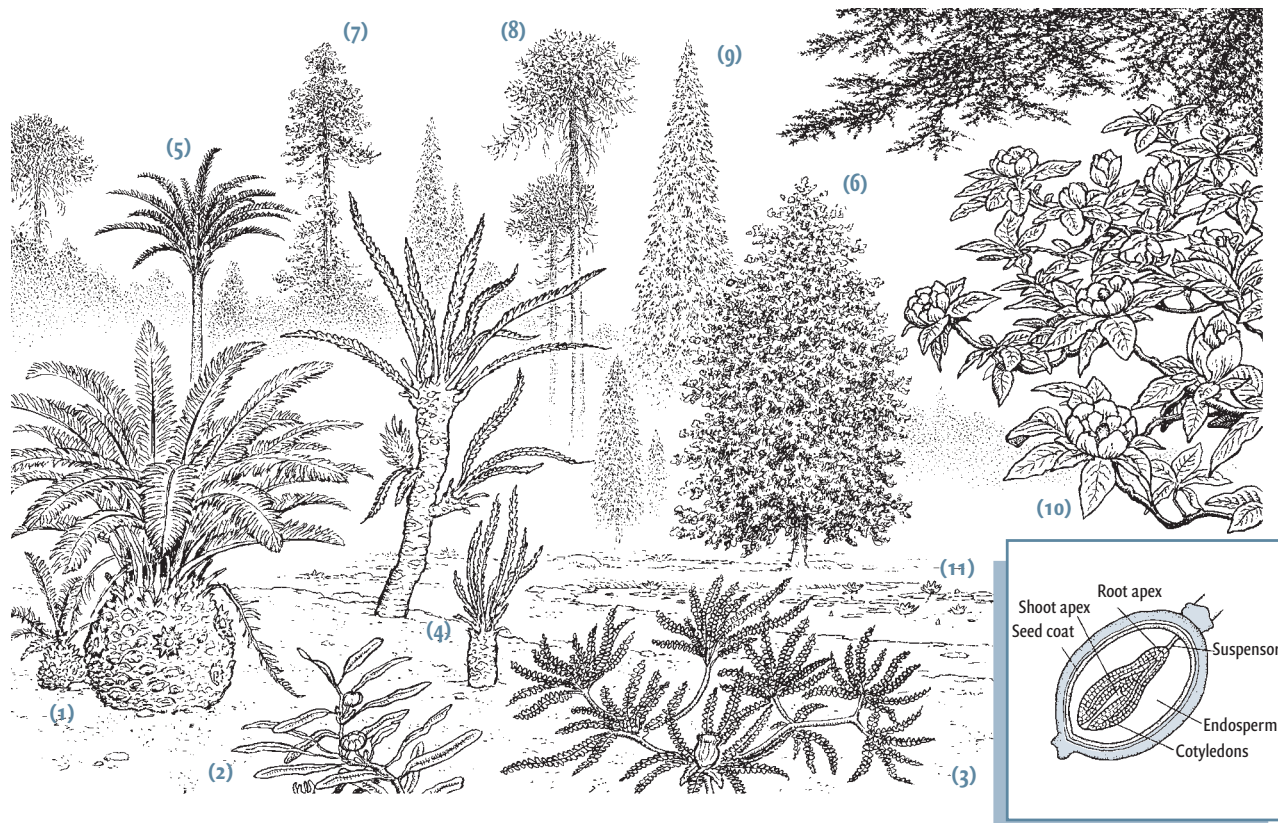 (7)
(8)
(9)
(5)
(6)
(10)
(11)
(4)
(1)
(2)
(3)
Root apex
Shoot apex
Seed coat
Suspensor
Endosperm
Cotyledons